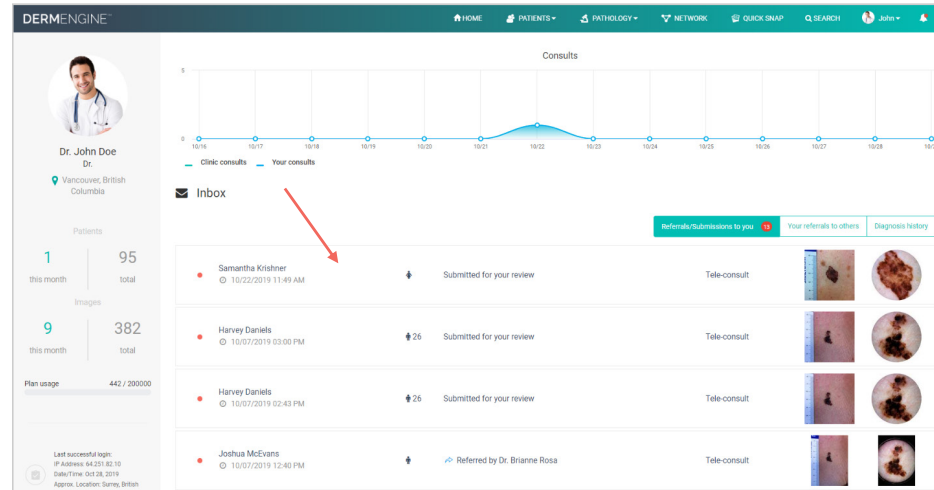 DERMENGINE™
HOME PATIENTS PATHOLOGY NETWORK QUICK SNAP SEARCH John
Dr. John Doe
Dr.
Vancouver, British
Columbia
Patients
1 95
this month total
Images
9 382
this month total
Plan usage 442 / 200000
Last successful login:
IP Address: 64.251.82.10
Date/Time: Oct 28, 2019
Approx. Location: Surrey, British
Consults
5
0
10/16 10/17 10/18 10/19 10/20 10/21 10/22 10/23 10/24 10/25 10/26 10/27 10/28
Clinic consults Your consults
Inbox
Referrals/Submissions to you 13 Your referrals to others Diagnosis history
Samantha Krishner
10/22/2019 11:49 AM
Submitted for your review
Tele-consult
Harvey Daniels
10/07/2019 03:00 PM
26
Submitted for your review
Tele-consult
Harvey Daniels
10/07/2019 02:43 PM
26
Submitted for your review
Tele-consult
Joshua McEvans
10/07/2019 12:40 PM
Referred by Dr. Brianne Rosa
Tele-consult